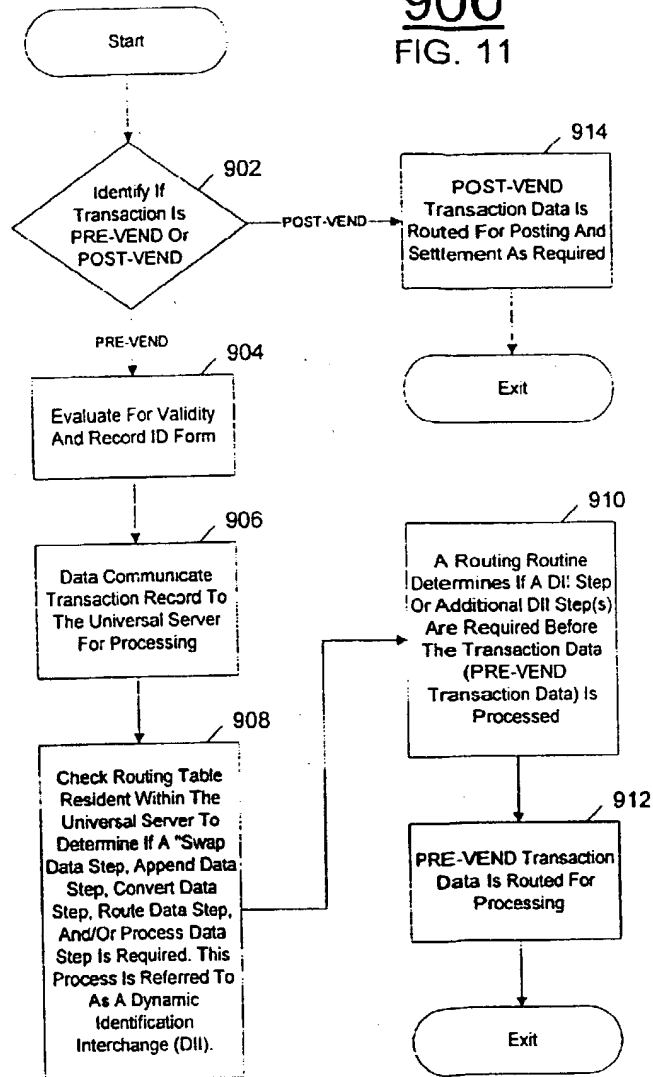 900
FIG. 11
Start
902
Identify If
Transaction Is
PRE-VEND Or
POST-VEND
POST-VEND
914
POST-VEND
Transaction Data Is
Routed For Posting And
Settlement As Required
Exit
PRE-VEND
904
Evaluate For Validity
And Record ID Form
906
Data Communicate
Transaction Record To
The Universal Server
For Processing
908
Check Routing Table
Resident Within The
Universal Server To
Determine If A "Swap
Data Step, Append Data
Step, Convert Data
Step, Route Data Step,
And/Or Process Data
Step Is Required. This
Process Is Referred To
As A Dynamic
Identification
Interchange (DII).
910
A Routing Routine
Determines If A DII Step
Or Additional DII Step(s)
Are Required Before
The Transaction Data
(PRE-VEND
Transaction Data) Is
Processed
912
PRE-VEND Transaction
Data Is Routed For
Processing
Exit